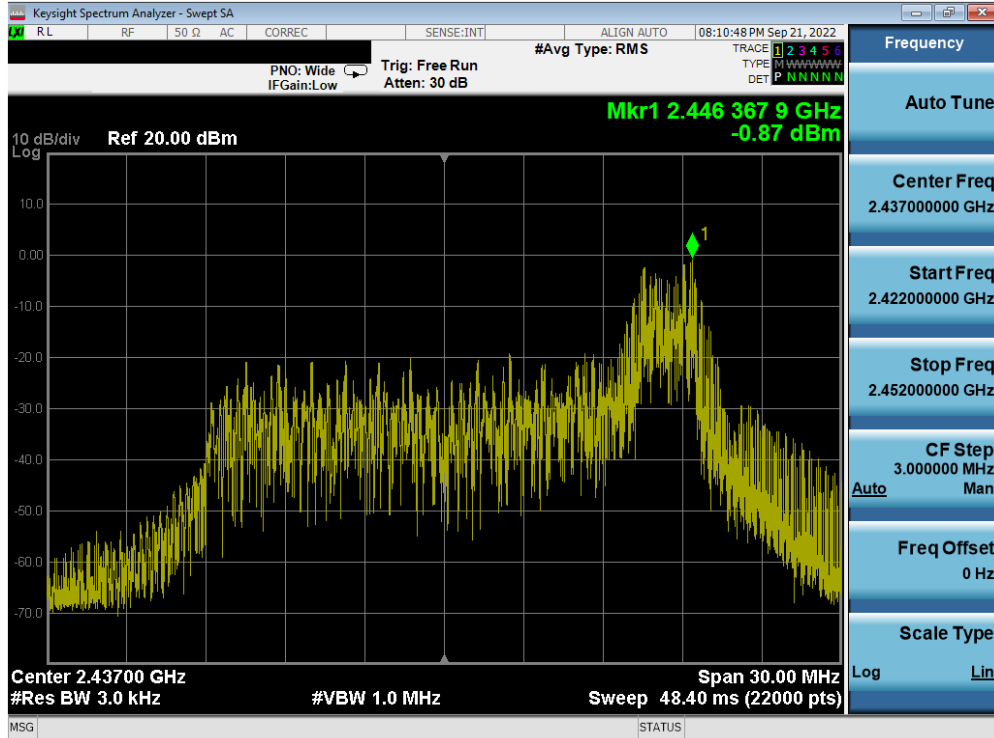 Keysight Spectrum Analyzer - Swept SA
LXI RL RF 50 Ω AC CORREC SENSE:INT ALIGN AUTO 08:10:48 PM Sep 21, 2022
#Avg Type: RMS TRACE 1 2 3 4 5 6
PNO: Wide Trig: Free Run TYPE M WWWWW
IFGain:Low Atten: 30 dB DET P N N N N N
Mkr1 2.446 367 9 GHz
-0.87 dBm
10 dB/div Ref 20.00 dBm
Log
10.0
1
0.00
-10.0
-20.0
-30.0
-40.0
-50.0
-60.0
-70.0
Center 2.43700 GHz Span 30.00 MHz
#Res BW 3.0 kHz #VBW 1.0 MHz Sweep 48.40 ms (22000 pts)
MSG STATUS
Frequency
Auto Tune
Center Freq
2.437000000 GHz
Start Freq
2.422000000 GHz
Stop Freq
2.452000000 GHz
CF Step
3.000000 MHz
Auto Man
Freq Offset
0 Hz
Scale Type
Log Lin